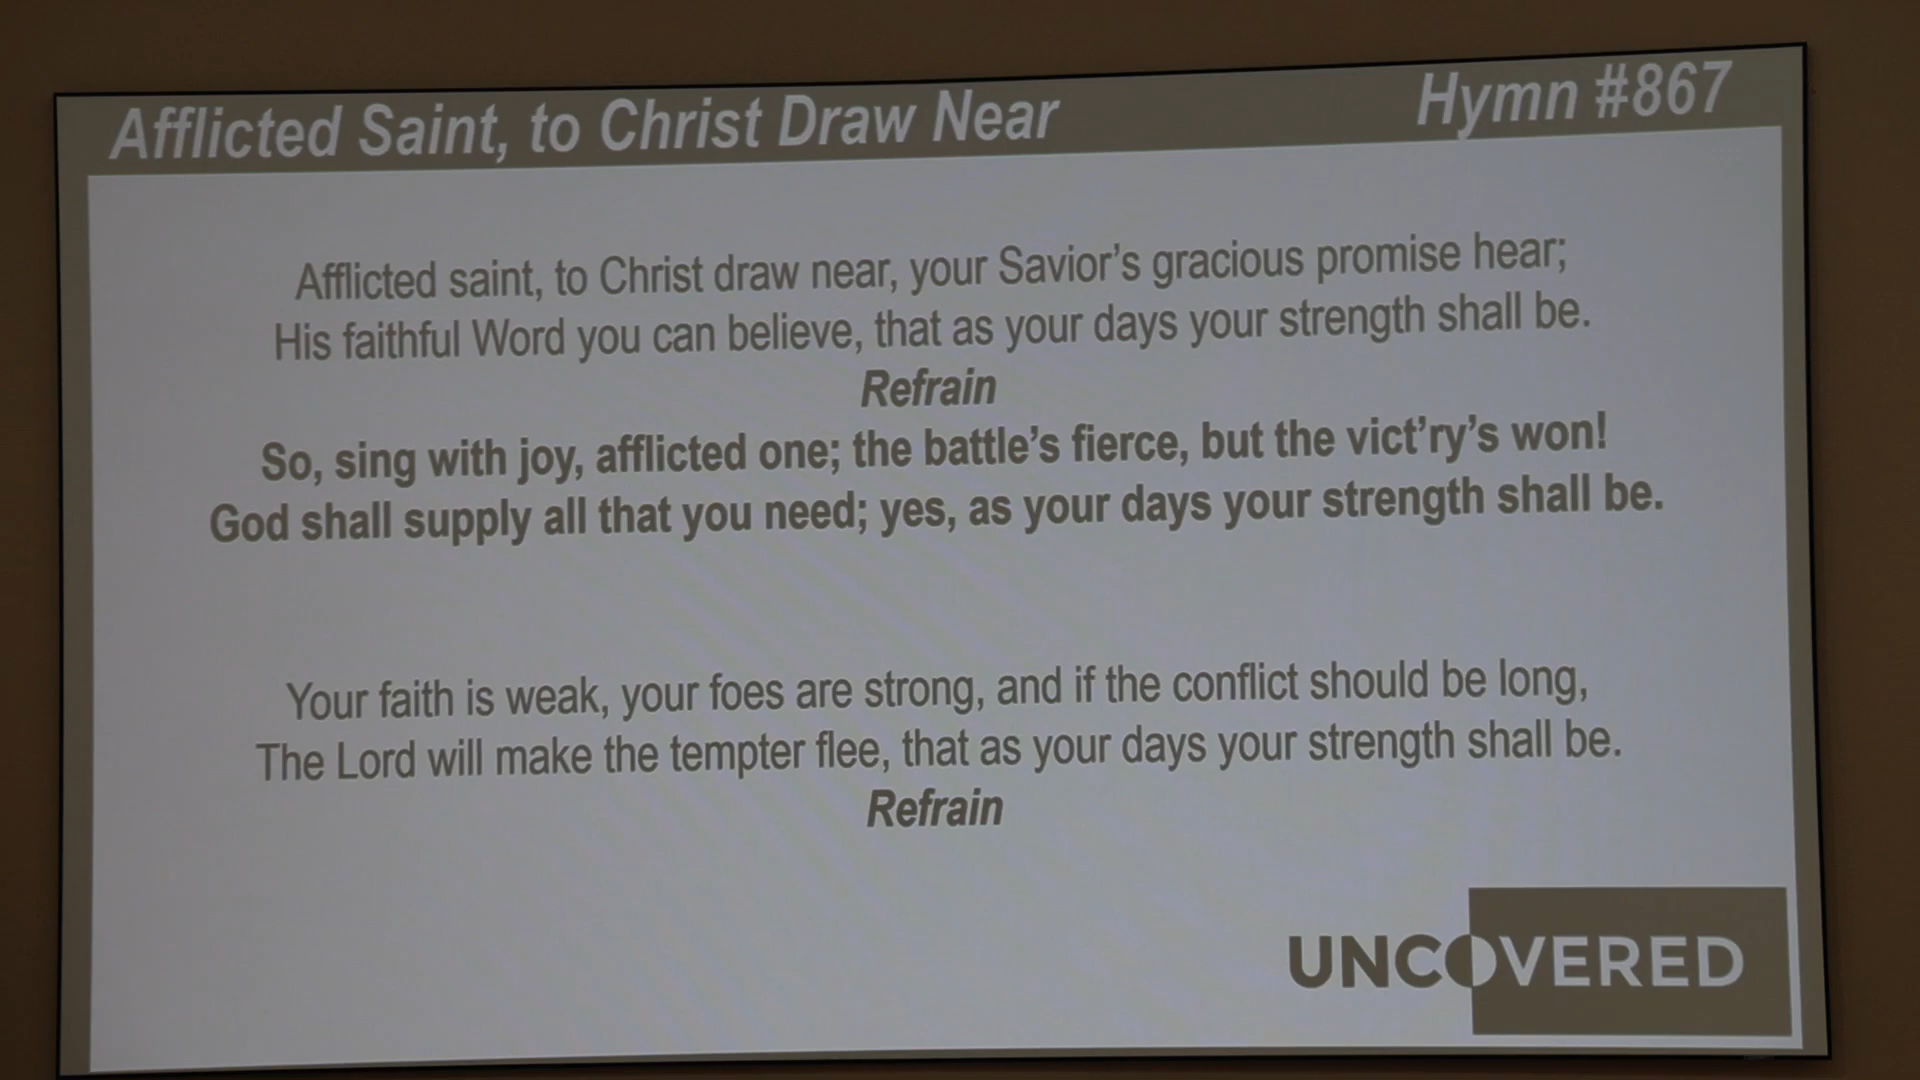 Afflicted Saint, to Christ Draw Near Hymn #867
Afflicted saint, to Christ draw near, your Savior’s gracious promise hear;
His faithful Word you can believe, that as your days your strength shall be.
Refrain
So, sing with joy, afflicted one; the battle’s fierce, but the vict’ry’s won!
God shall supply all that you need; yes, as your days your strength shall be.
Your faith is weak, your foes are strong, and if the conflict should be long,
The Lord will make the tempter flee, that as your days your strength shall be.
Refrain
UNCOVERED